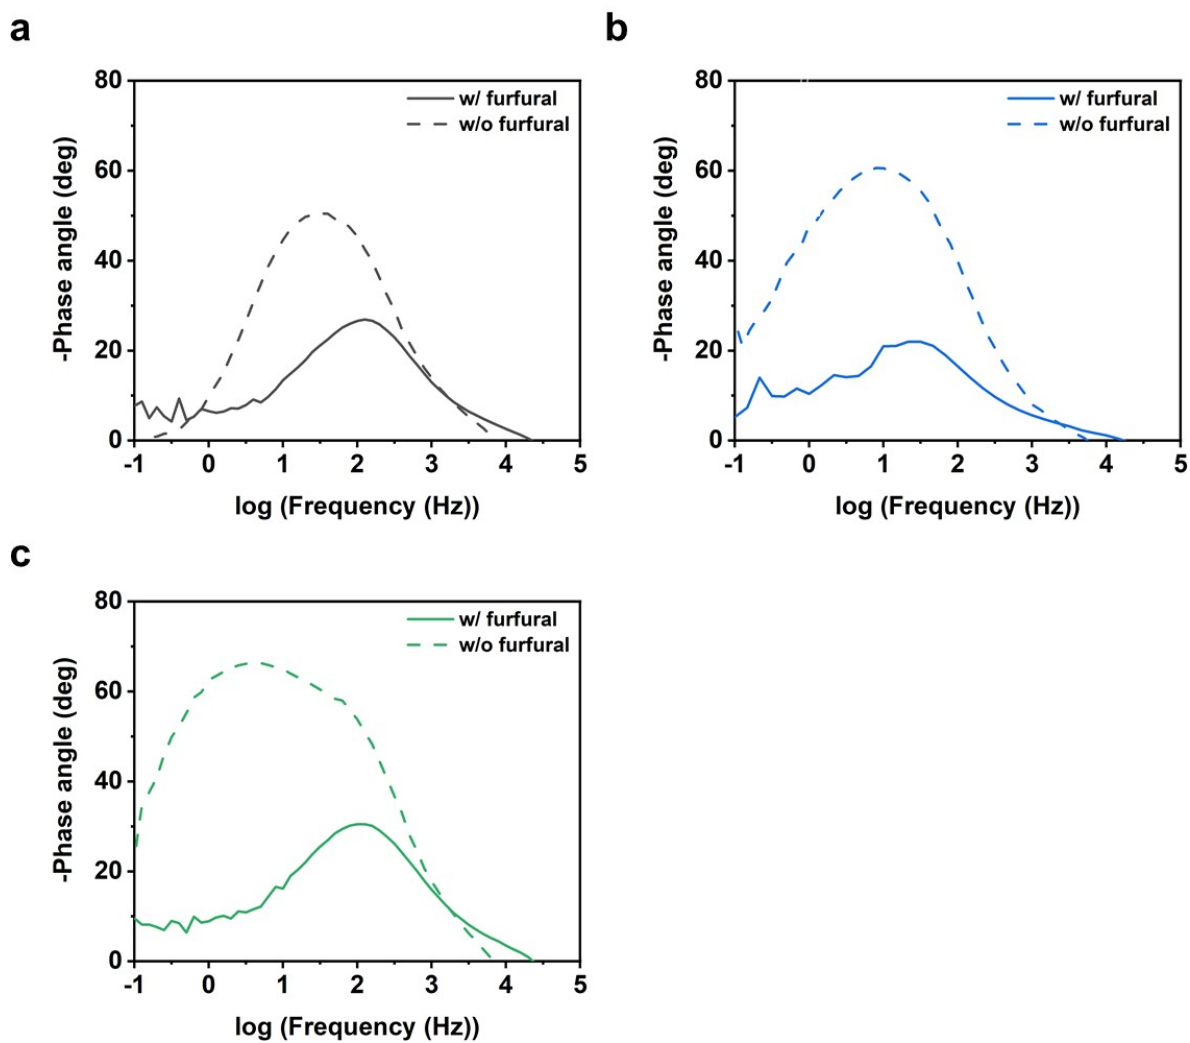 a
80
60
40
20
0
-1 0 1 2 3 4 5
-Phase angle (deg)
log (Frequency (Hz))
w/ furfural
w/o furfural
b
80
60
40
20
0
-1 0 1 2 3 4 5
-Phase angle (deg)
log (Frequency (Hz))
w/ furfural
w/o furfural
c
80
60
40
20
0
-1 0 1 2 3 4 5
-Phase angle (deg)
log (Frequency (Hz))
w/ furfural
w/o furfural